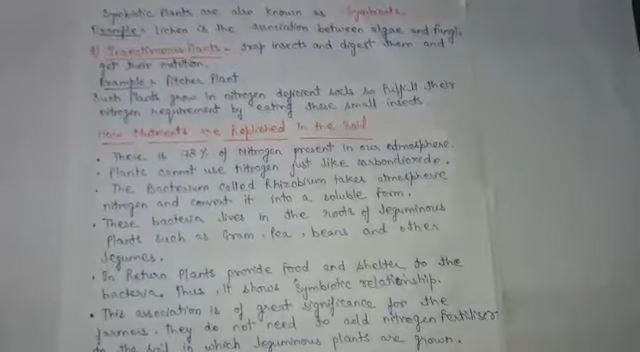 Symbiotic Plants are also known as Symbionts.
Example:- Lichen is the association between algae and fungi.
Insectivorous Plants - trap insects and digest them and
get their nutrition.
Example:- Pitcher Plant
Such Plants grow in nitrogen deficient soils so fulfill their
nitrogen requirement by eating these small insects.
How Nutrients are Replished In the Soil
• There is 78% of Nitrogen present in our atmosphere.
• Plants cannot use nitrogen just like carbondioxide.
• The Bacterium called Rhizobium takes atmospheric
nitrogen and convert it into a soluble form.
• These bacteria lives in the roots of leguminous
Plants such as Gram, Pea, beans and other
legumes.
• In Return Plants provide food and shelter to the
bacteria. Thus, It shows Symbiotic relationship.
• This association is of great significance for the
farmers. They do not need to add nitrogen fertiliser
to the soil in which leguminous plants are grown.